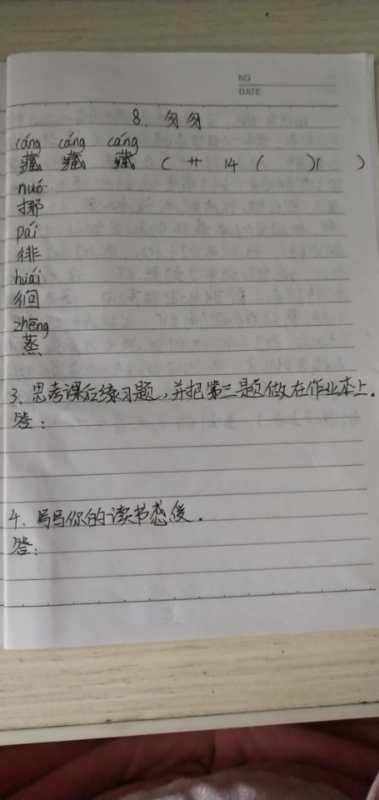 NO
DATE
8. 匆匆
cáng cáng cáng
藏 藏 藏 ( 艹 14 ( )( )
nuó
挪
pái
徘
huái
徊
zhēng
蒸
3、思考课后练习题,并把第二题做在作业本上.
答:
4、写写你的读书感後.
答: